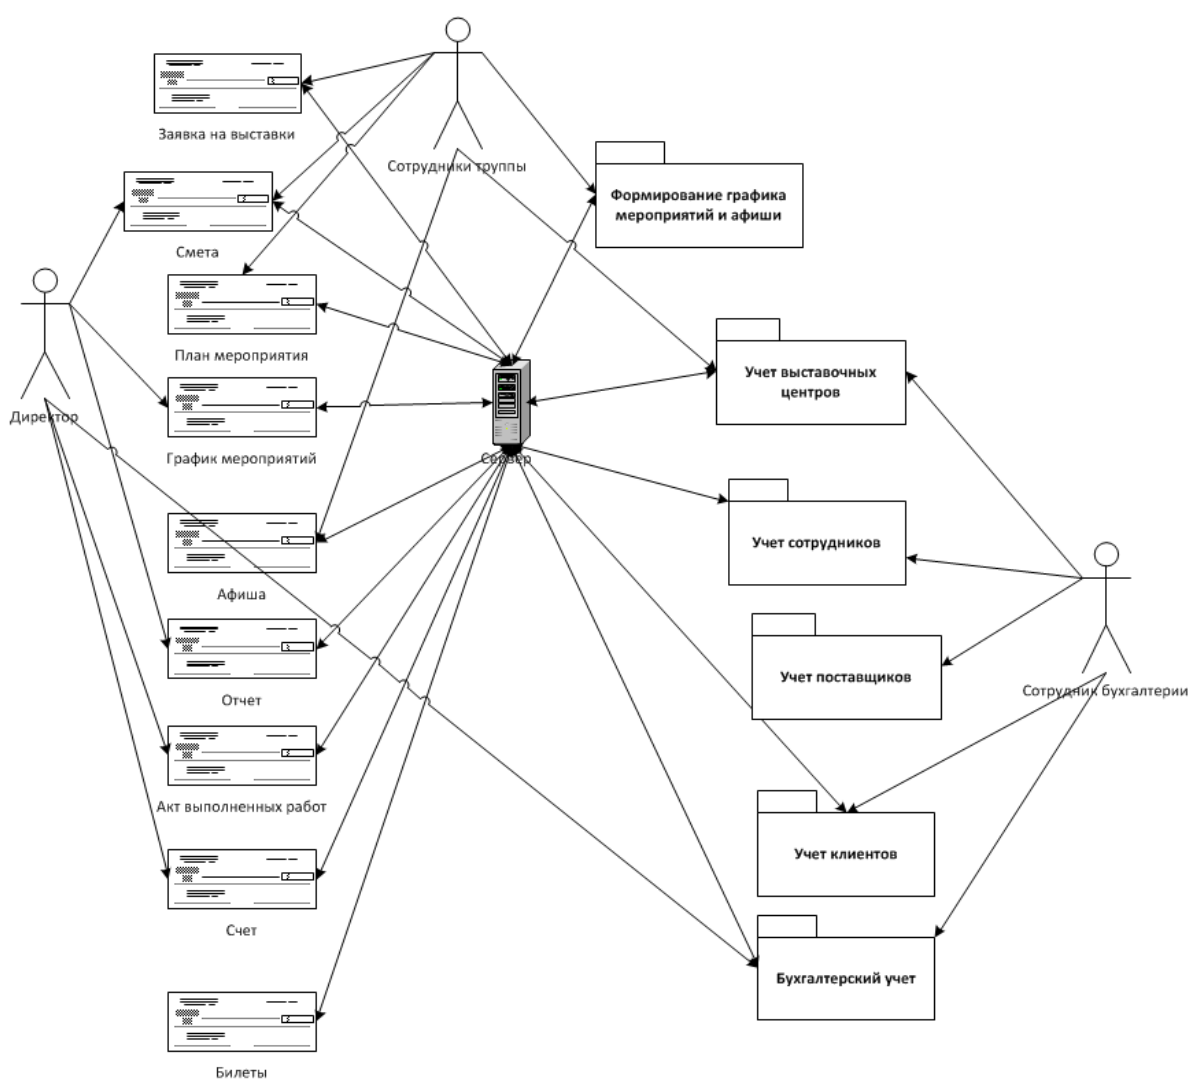 Заявка на выставки
Сотрудники труппы
Формирование графика
мероприятий и афиши
Смета
План мероприятия
Директор
Учет выставочных
центров
График мероприятий
Сервер
Учет сотрудников
Афиша
Отчет
Учет поставщиков
Сотрудник бухгалтерии
Акт выполненных работ
Учет клиентов
Счет
Бухгалтерский учет
Билеты